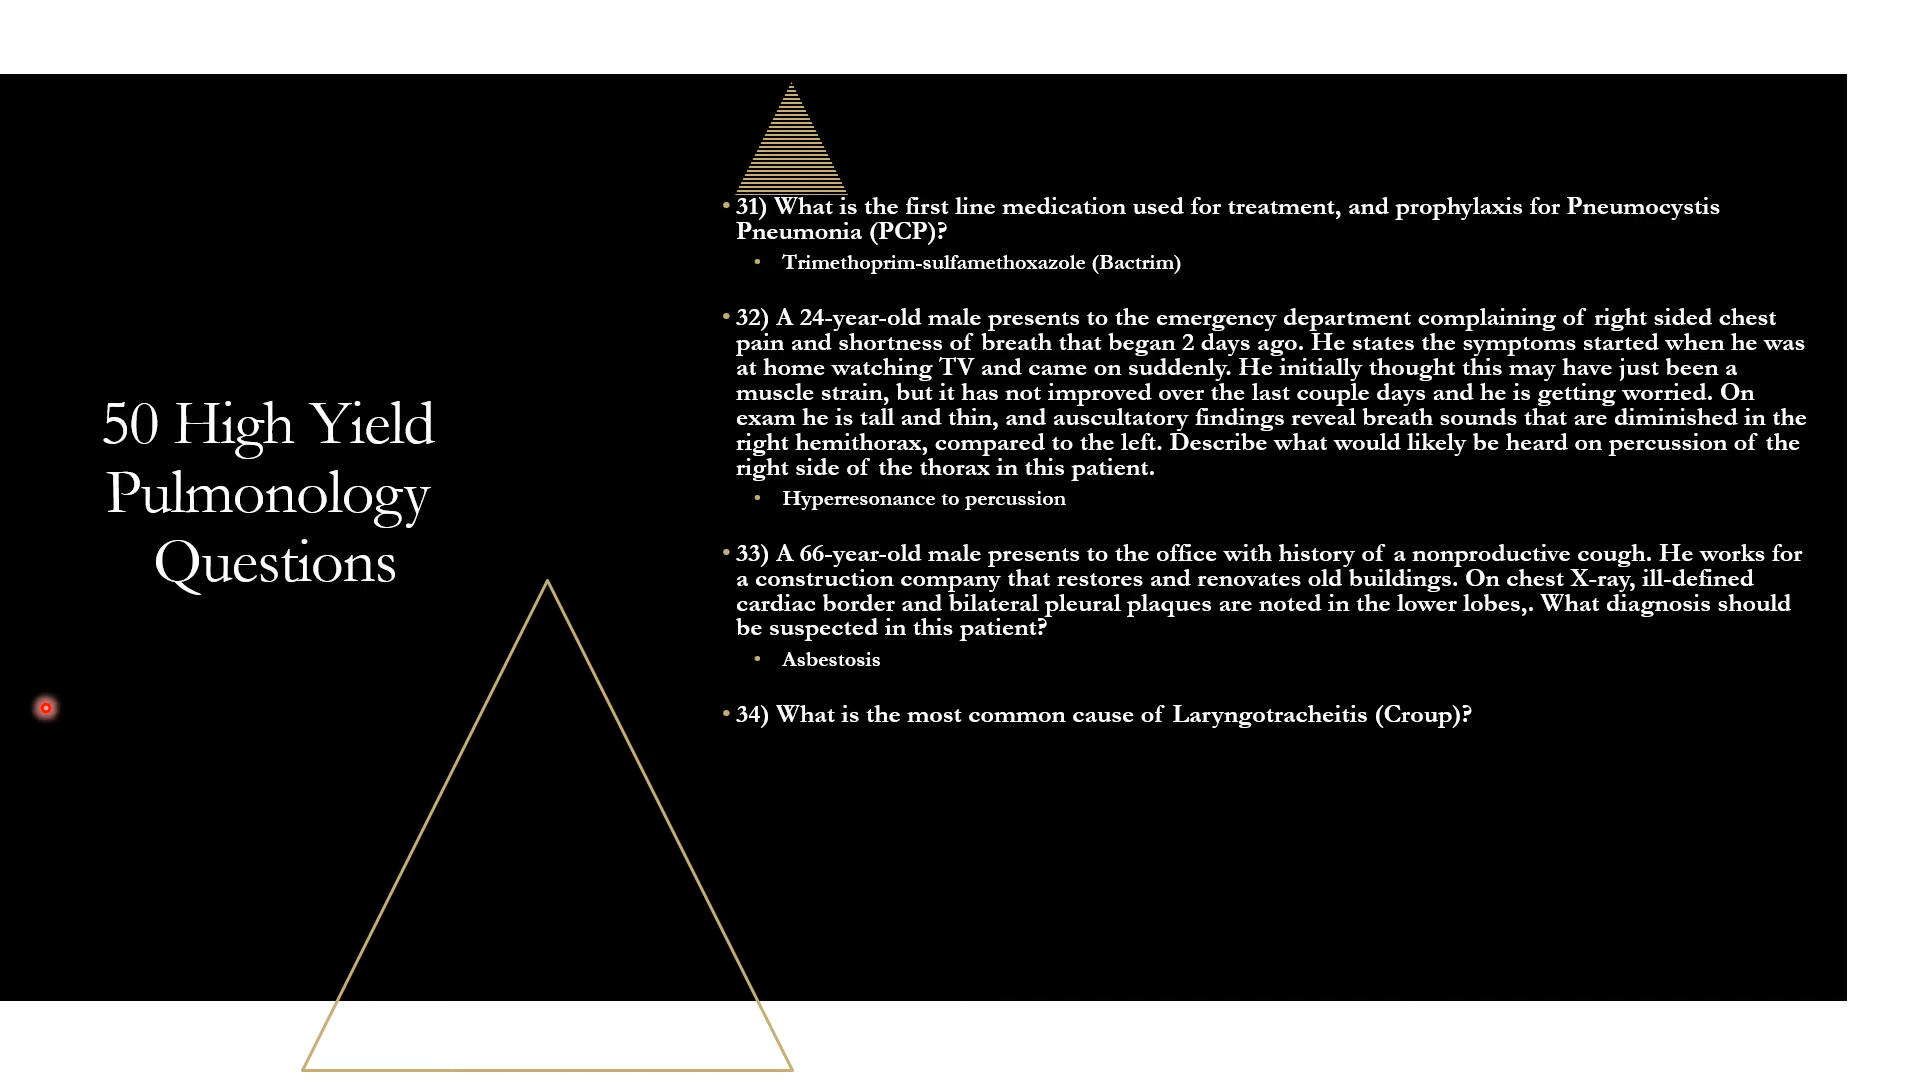 50 High Yield
Pulmonology
Questions
• 31) What is the first line medication used for treatment, and prophylaxis for Pneumocystis
Pneumonia (PCP)?
• Trimethoprim-sulfamethoxazole (Bactrim)
• 32) A 24-year-old male presents to the emergency department complaining of right sided chest
pain and shortness of breath that began 2 days ago. He states the symptoms started when he was
at home watching TV and came on suddenly. He initially thought this may have just been a
muscle strain, but it has not improved over the last couple days and he is getting worried. On
exam he is tall and thin, and auscultatory findings reveal breath sounds that are diminished in the
right hemithorax, compared to the left. Describe what would likely be heard on percussion of the
right side of the thorax in this patient.
• Hyperresonance to percussion
• 33) A 66-year-old male presents to the office with history of a nonproductive cough. He works for
a construction company that restores and renovates old buildings. On chest X-ray, ill-defined
cardiac border and bilateral pleural plaques are noted in the lower lobes,. What diagnosis should
be suspected in this patient?
• Asbestosis
• 34) What is the most common cause of Laryngotracheitis (Croup)?